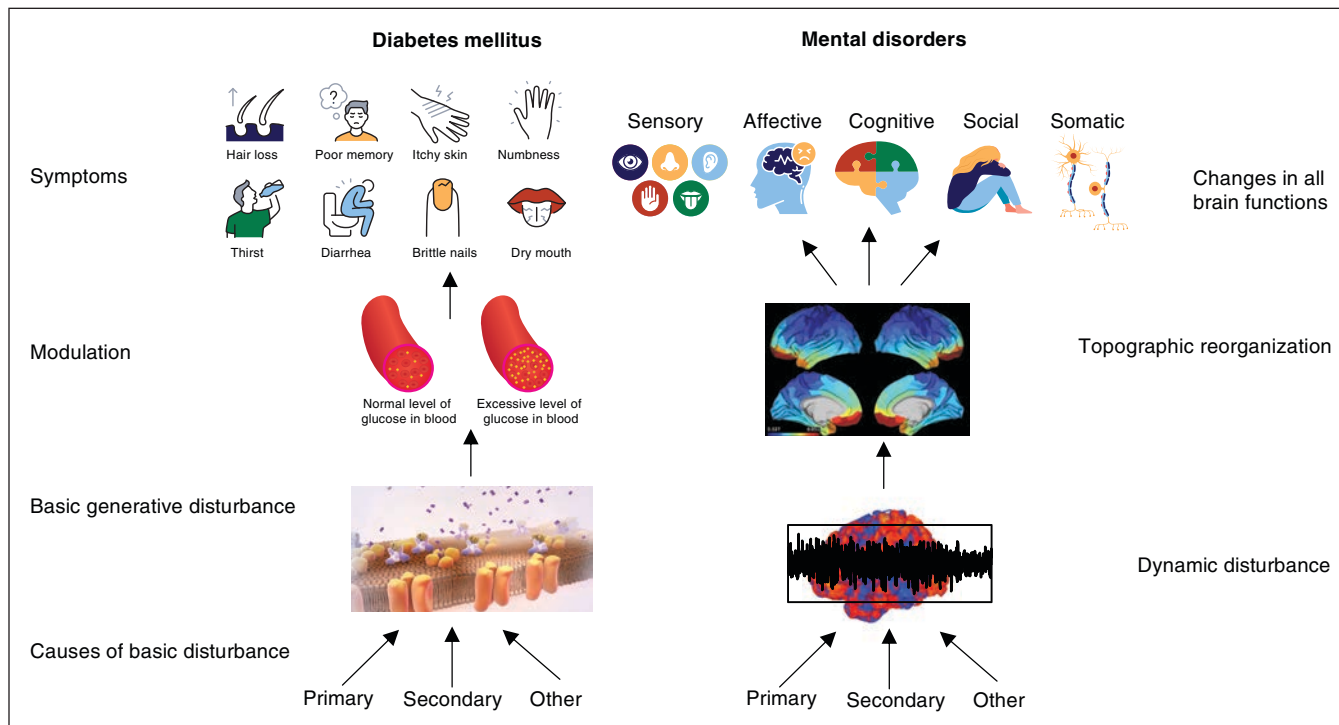 Diabetes mellitus
Mental disorders
Symptoms
?
Hair loss
Poor memory
Itchy skin
Numbness
Thirst
Diarrhea
Brittle nails
Dry mouth
Sensory
Affective
Cognitive
Social
Somatic
Changes in all
brain functions
Modulation
Normal level of
glucose in blood
Excessive level of
glucose in blood
Topographic reorganization
Basic generative disturbance
Dynamic disturbance
Causes of basic disturbance
Primary
Secondary
Other
Primary
Secondary
Other